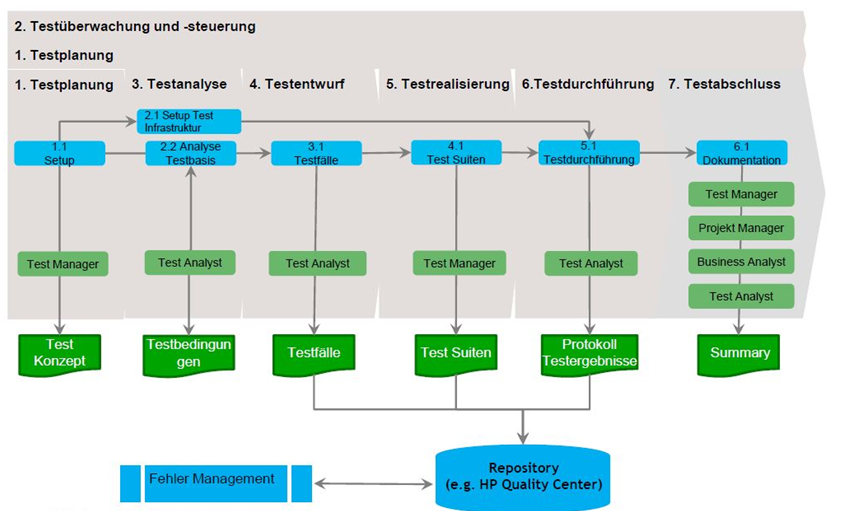 2. Testüberwachung und -steuerung
1. Testplanung
1. Testplanung
3. Testanalyse
4. Testentwurf
5. Testrealisierung
6.Testdurchführung
7. Testabschluss
2.1 Setup Test
Infrastruktur
1.1
Setup
2.2 Analyse
Testbasis
3.1
Testfälle
4.1
Test Suiten
5.1
Testdurchführung
6.1
Dokumentation
Test Manager
Projekt Manager
Business Analyst
Test Analyst
Test Manager
Test Analyst
Test Analyst
Test Manager
Test Analyst
Test
Konzept
Testbedingun
gen
Testfälle
Test Suiten
Protokoll
Testergebnisse
Summary
Fehler Management
Repository
(e.g. HP Quality Center)